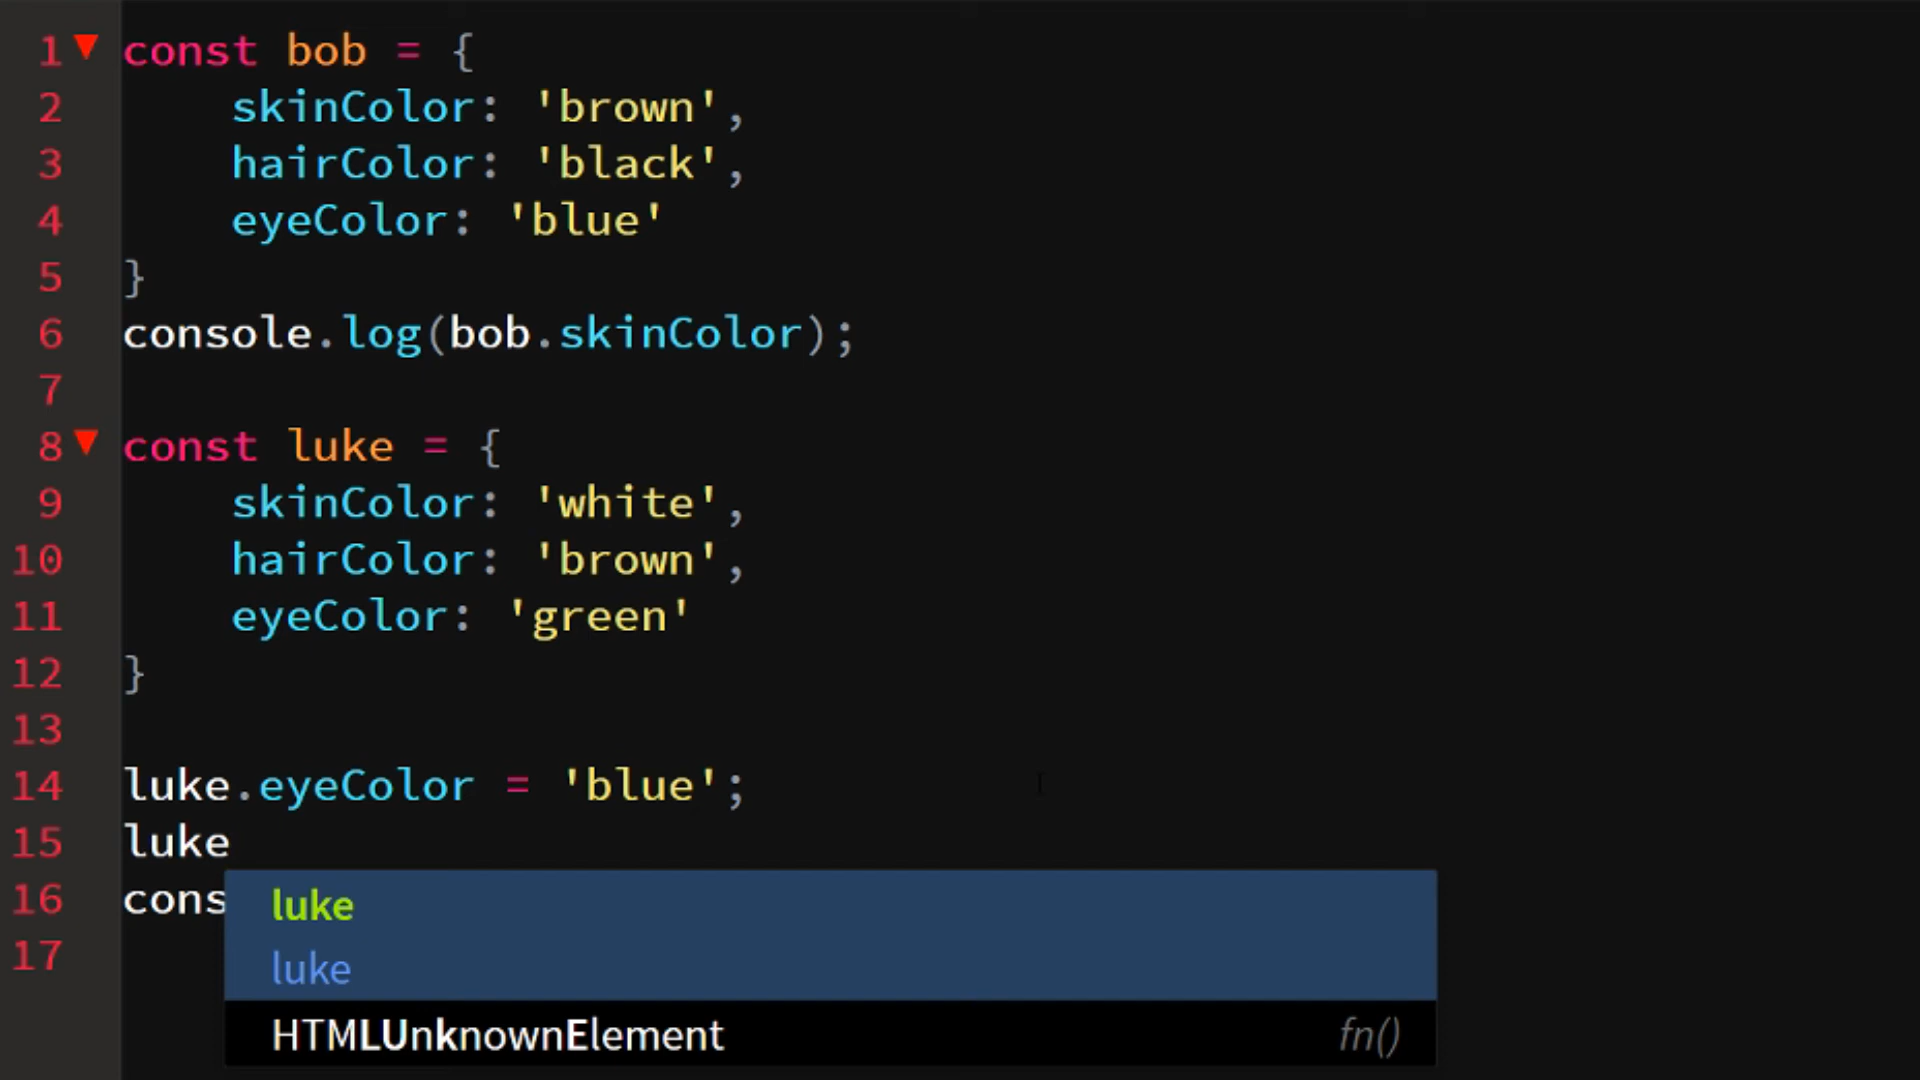 1 const bob = {
2 skinColor: 'brown',
3 hairColor: 'black',
4 eyeColor: 'blue'
5 }
6 console.log(bob.skinColor);
7
8 const luke = {
9 skinColor: 'white',
10 hairColor: 'brown',
11 eyeColor: 'green'
12 }
13
14 luke.eyeColor = 'blue';
15 luke
16 cons
luke
17
luke
HTMLUnknownElement fn()